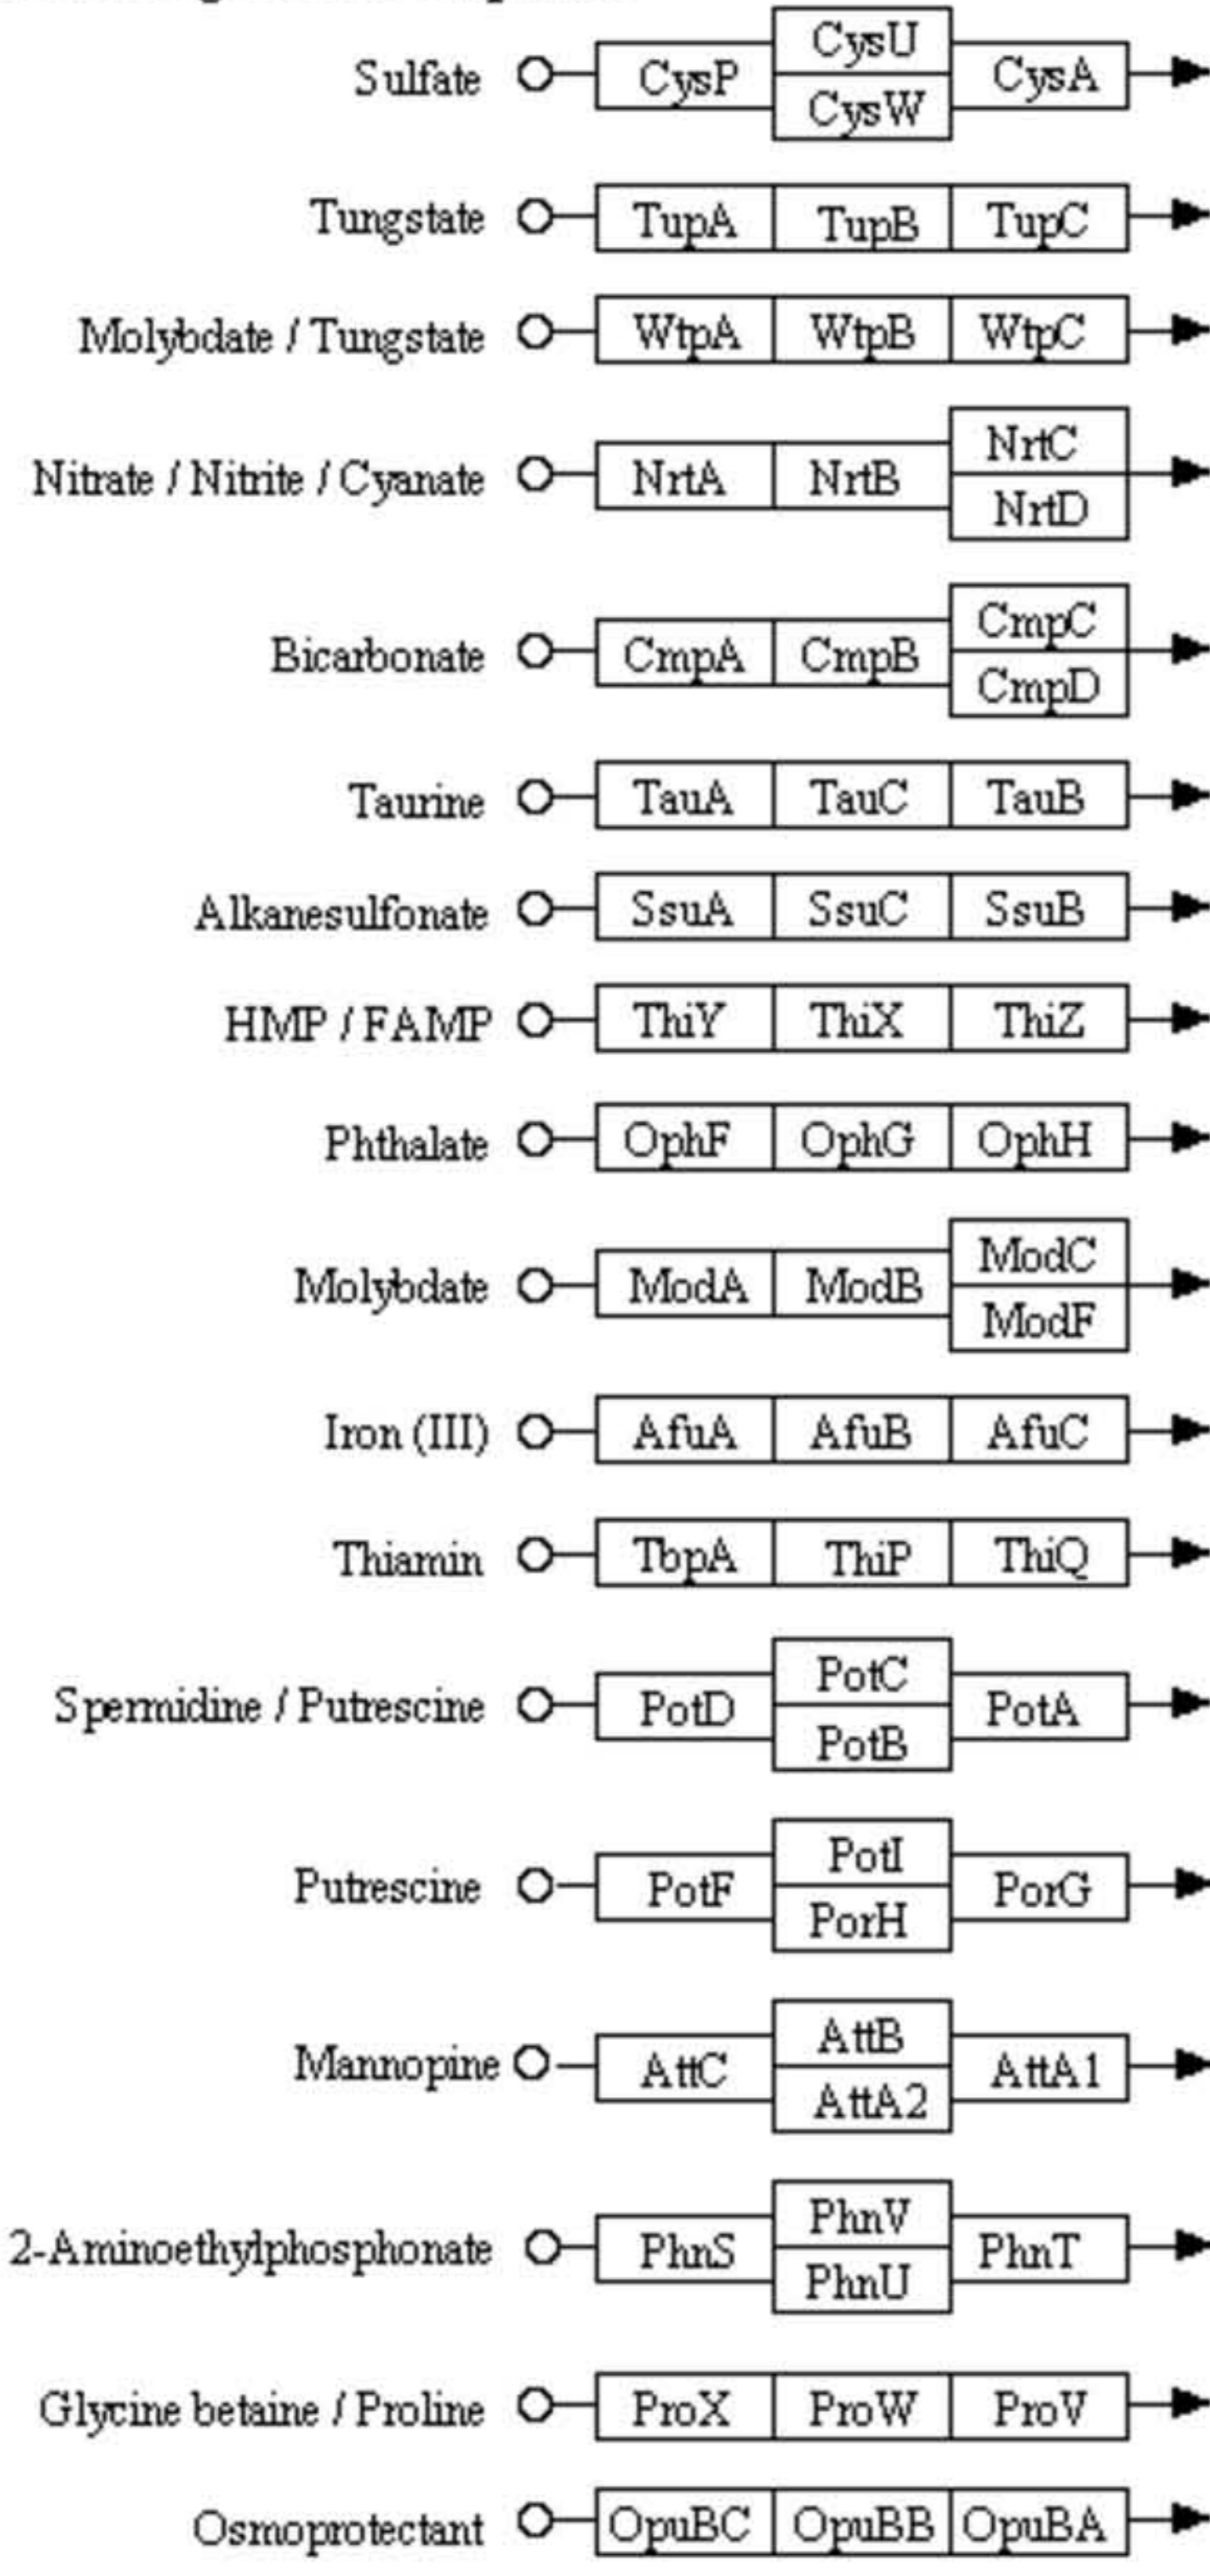 CysU
Sulfate CysP CysA
CysW
Tungstate TupA TupB TupC
Molybdate / Tungstate WtpA WtpB WtpC
NrtC
Nitrate / Nitrite / Cyanate NrtA NrtB
NrtD
CmpC
Bicarbonate CmpA CmpB
CmpD
Taurine TauA TauC TauB
Alkanesulfonate SsuA SsuC SsuB
HMP / FAMP ThiY ThiX ThiZ
Phthalate OphF OphG OphH
ModC
Molybdate ModA ModB
ModF
Iron (III) AfuA AfuB AfuC
Thiamin TbpA ThiP ThiQ
PotC
Spermidine / Putrescine PotD PotA
PotB
PotI
Putrescine PotF PorG
PorH
AttB
Mannopine AttC AttA1
AttA2
PhnV
2-Aminoethylphosphonate PhnS PhnT
PhnU
Glycine betaine / Proline ProX ProW ProV
Osmoprotectant OpuBC OpuBB OpuBA